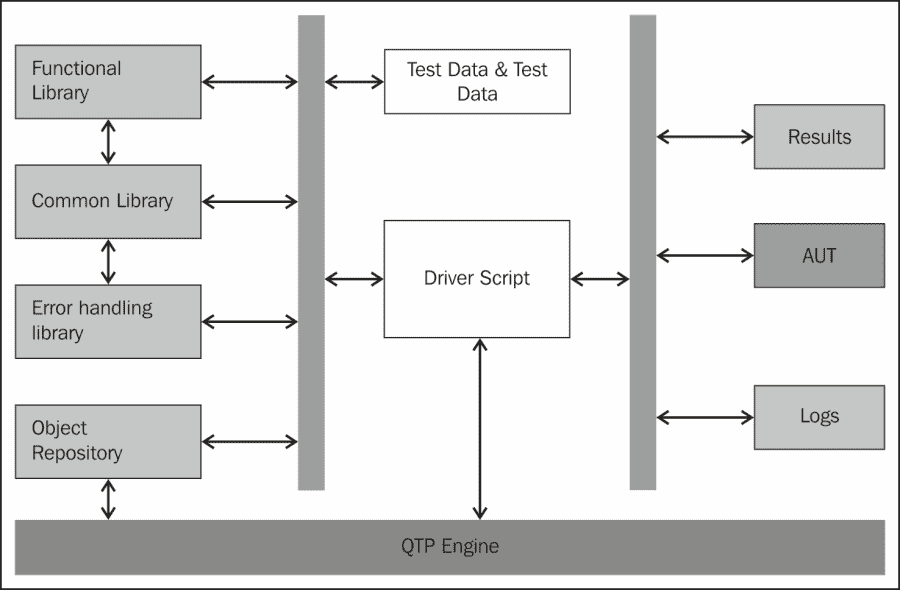 Functional
Library
Test Data & Test
Data
Results
Common Library
Driver Script
AUT
Error handling
library
Object
Repository
Logs
QTP Engine